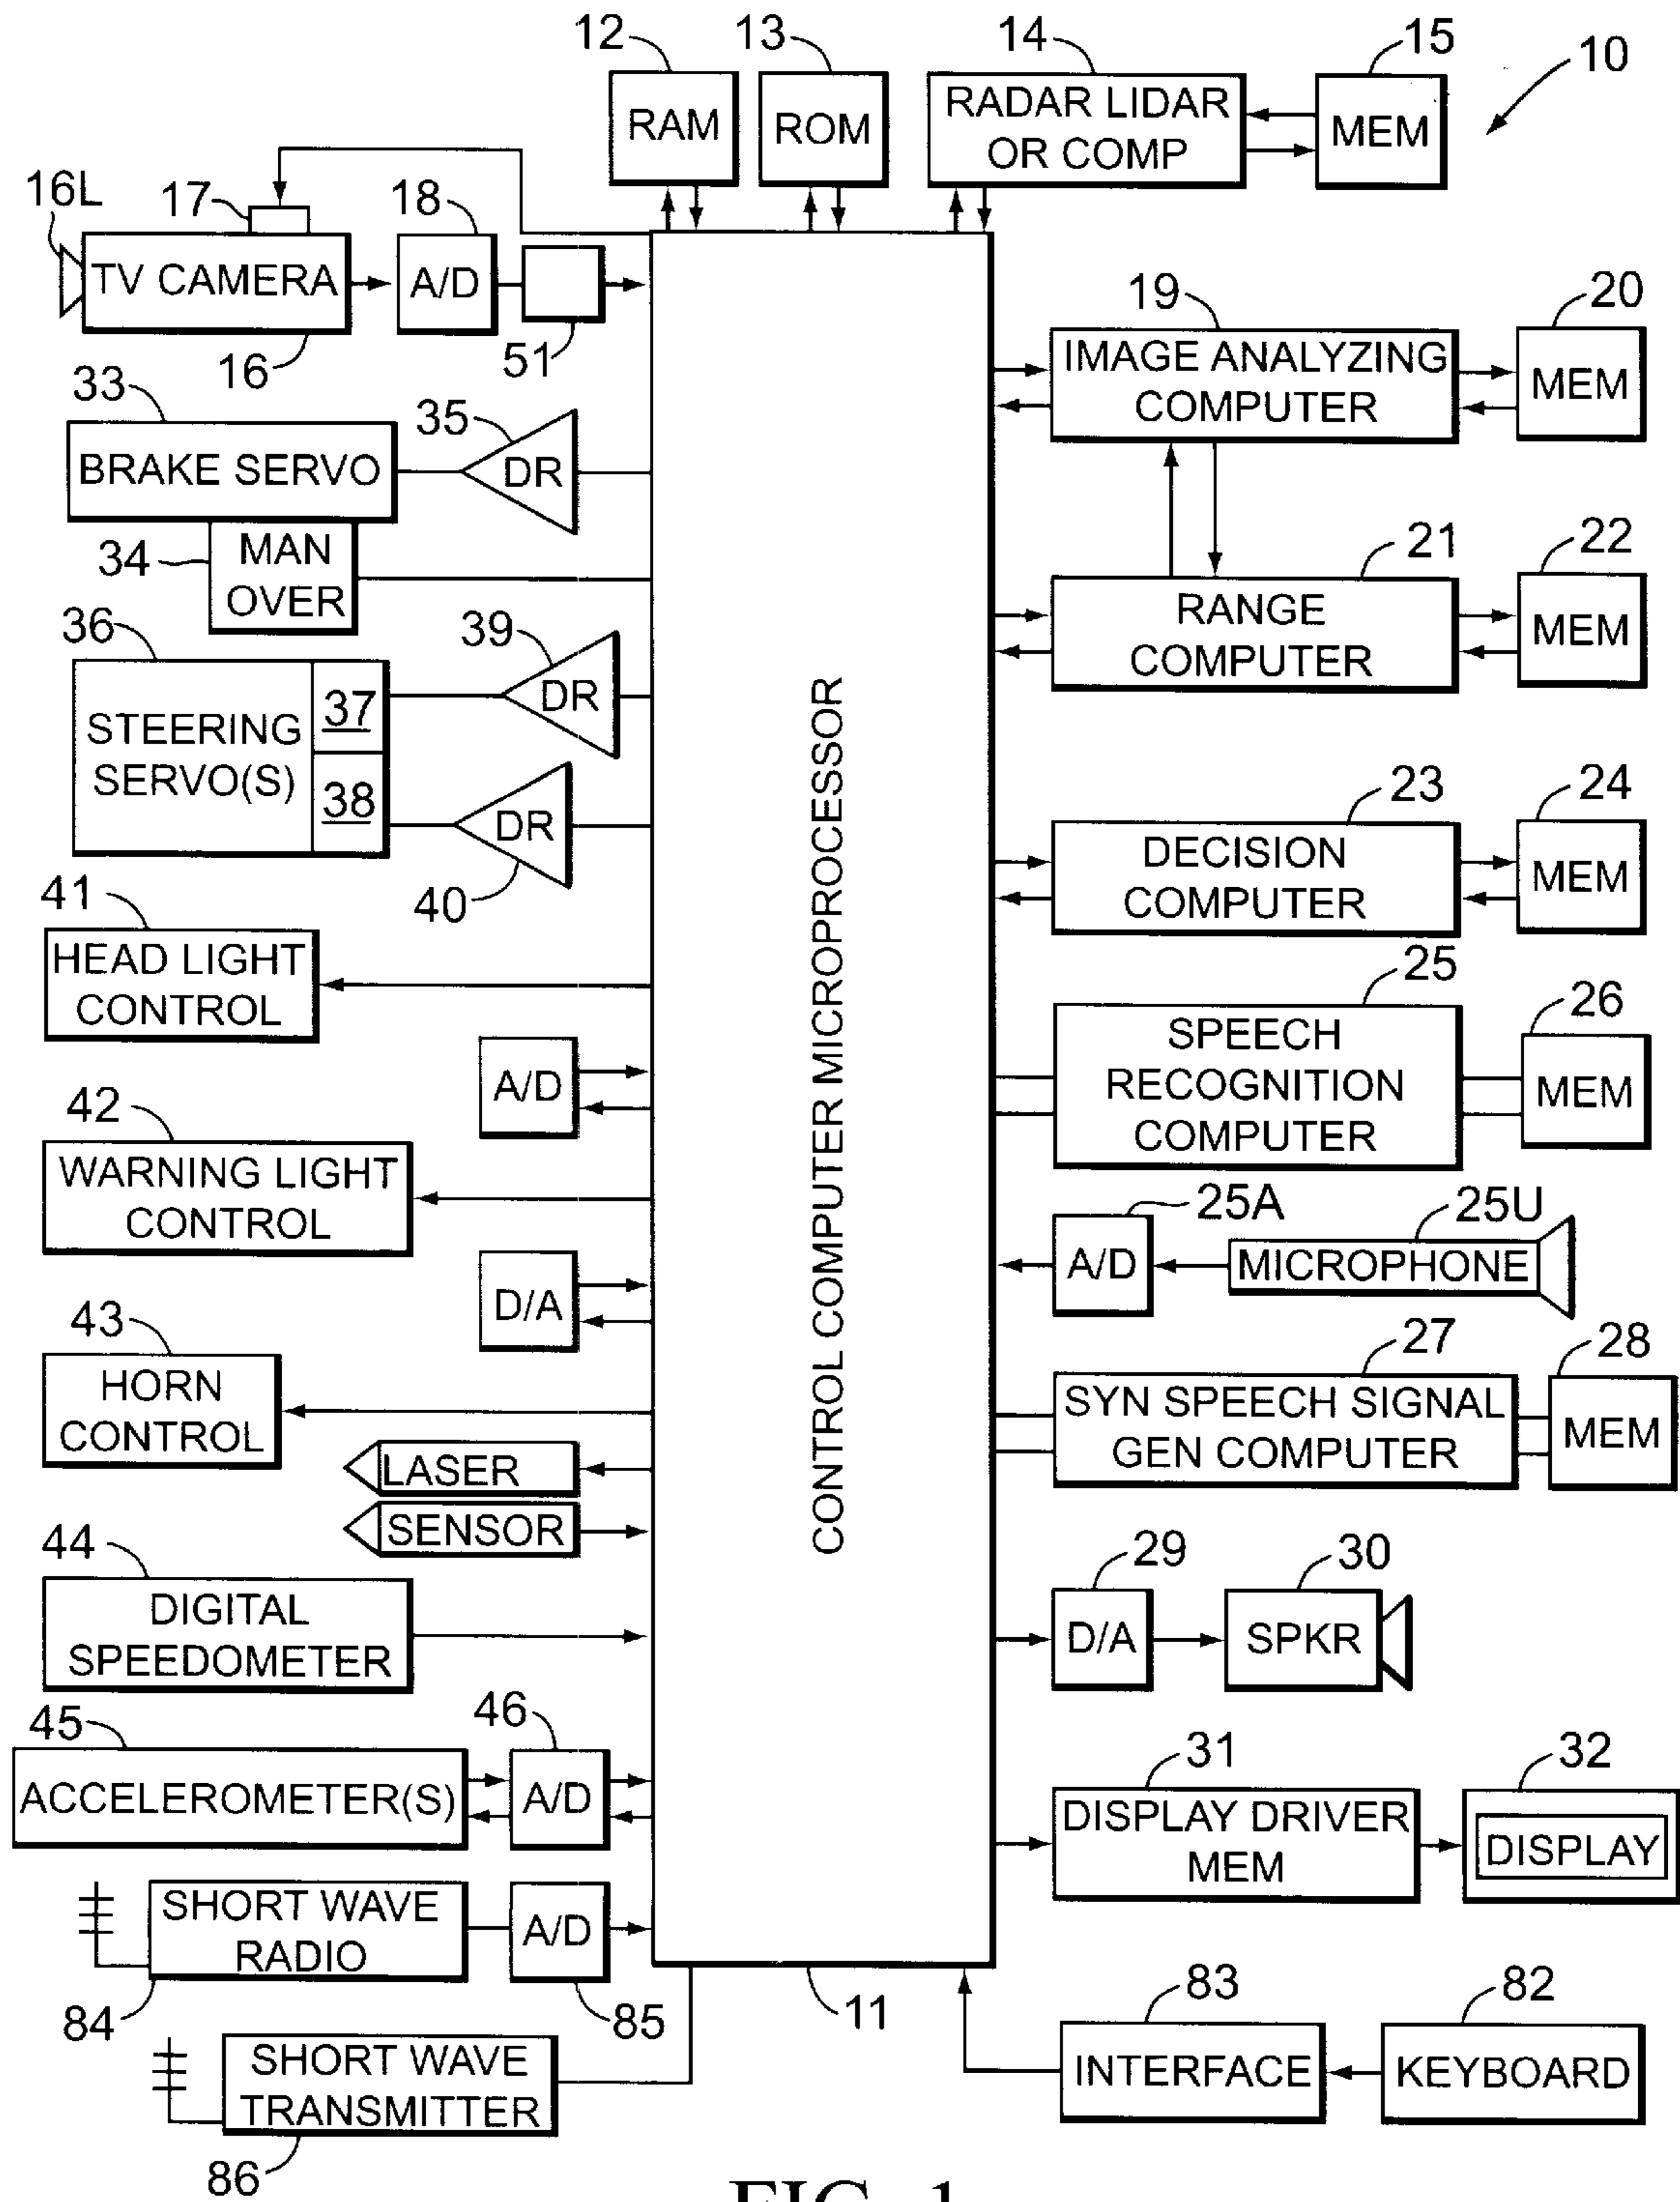 12
13
14
15
10
RAM
ROM
RADAR LIDAR
OR COMP
MEM
16L
17
18
TV CAMERA
A/D
16
51
19
20
IMAGE ANALYZING
COMPUTER
MEM
33
35
BRAKE SERVO
DR
34
MAN
OVER
21
22
RANGE
COMPUTER
MEM
36
39
STEERING
SERVO(S)
37
38
DR
DR
40
23
24
DECISION
COMPUTER
MEM
CONTROL COMPUTER MICROPROCESSOR
41
HEAD LIGHT
CONTROL
A/D
25
26
SPEECH
RECOGNITION
COMPUTER
MEM
42
WARNING LIGHT
CONTROL
D/A
25A
25U
A/D
MICROPHONE
43
HORN
CONTROL
LASER
SENSOR
27
28
SYN SPEECH SIGNAL
GEN COMPUTER
MEM
44
DIGITAL
SPEEDOMETER
29
30
D/A
SPKR
45
46
ACCELEROMETER(S)
A/D
31
32
DISPLAY DRIVER
MEM
DISPLAY
SHORT WAVE
RADIO
A/D
84
85
11
83
82
INTERFACE
KEYBOARD
SHORT WAVE
TRANSMITTER
86
FIG. 1